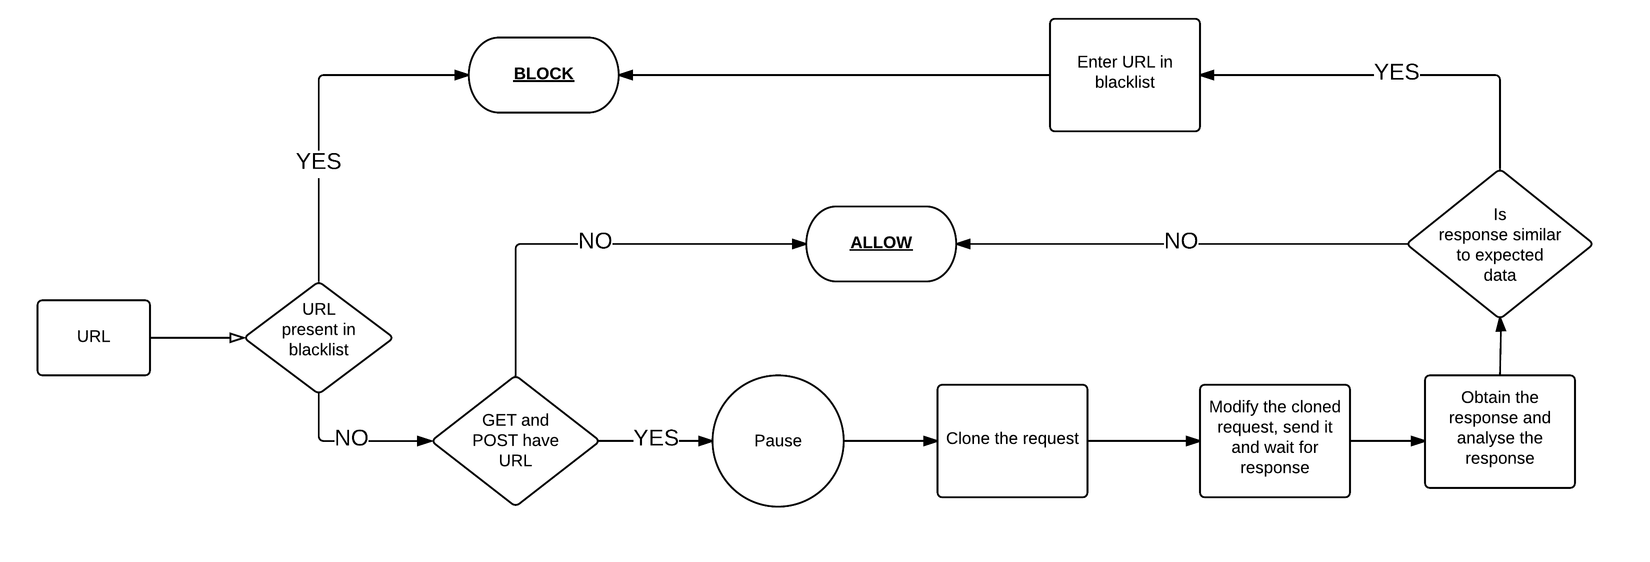 BLOCK
Enter URL in
blacklist
YES
YES
ALLOW
NO
NO
Is
response similar
to expected
data
URL
URL
present in
blacklist
NO
GET and
POST have
URL
YES
Pause
Clone the request
Modify the cloned
request, send it
and wait for
response
Obtain the
response and
analyse the
response